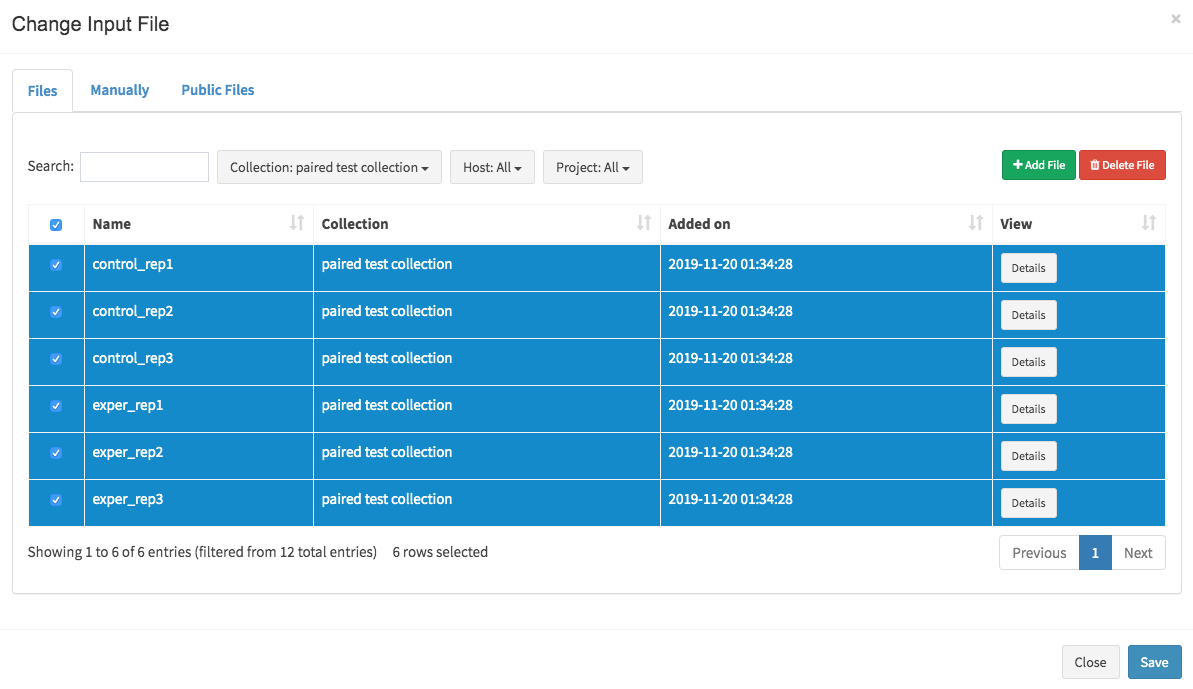 Change Input File
×
Files Manually Public Files
Search: Collection: paired test collection Host: All Project: All Add File Delete File
Name Collection Added on View
control_rep1 paired test collection 2019-11-20 01:34:28 Details
control_rep2 paired test collection 2019-11-20 01:34:28 Details
control_rep3 paired test collection 2019-11-20 01:34:28 Details
exper_rep1 paired test collection 2019-11-20 01:34:28 Details
exper_rep2 paired test collection 2019-11-20 01:34:28 Details
exper_rep3 paired test collection 2019-11-20 01:34:28 Details
Showing 1 to 6 of 6 entries (filtered from 12 total entries) 6 rows selected Previous 1 Next
Close Save